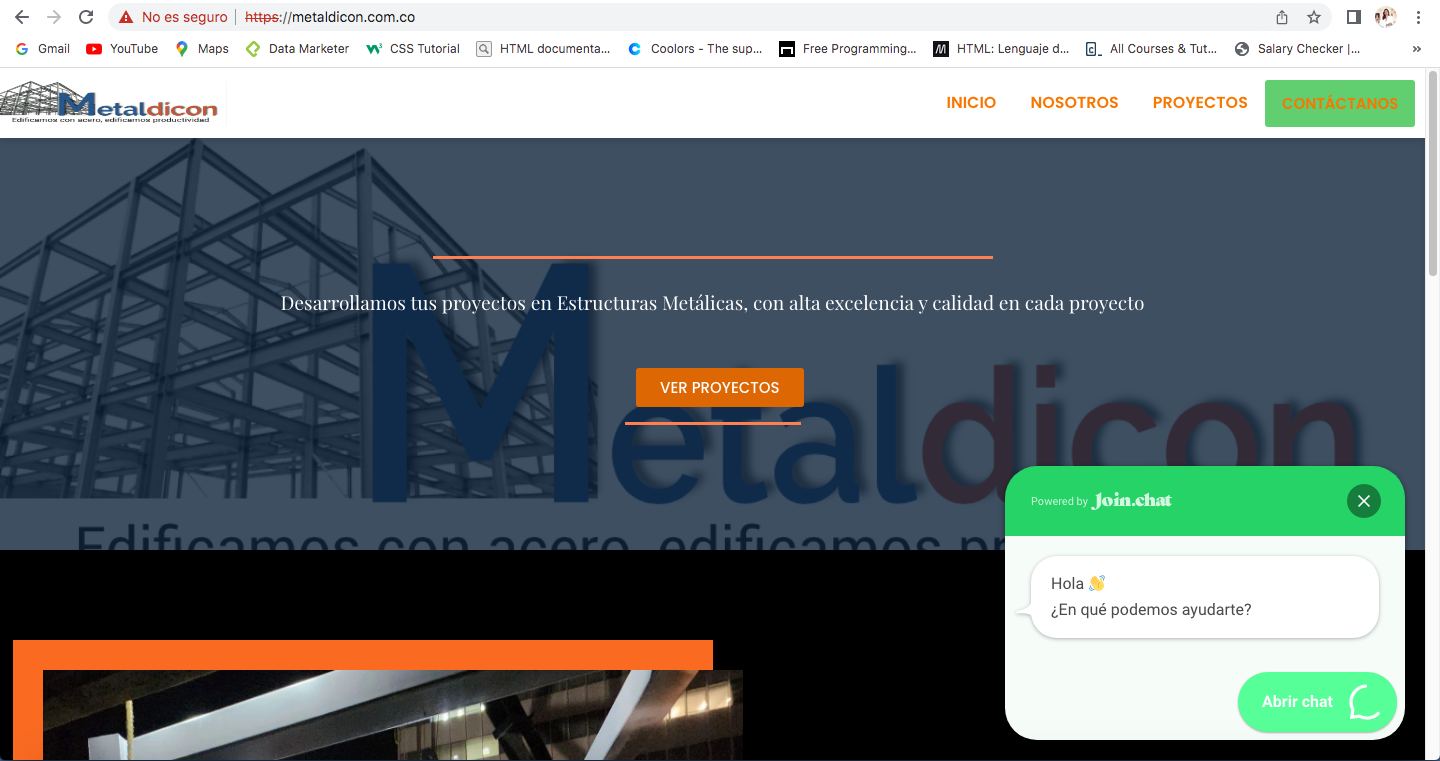 No es seguro | https://metaldicon.com.co
Gmail YouTube Maps Data Marketer CSS Tutorial HTML documenta... Coolors - The sup... Free Programming... HTML: Lenguaje d... All Courses & Tut... Salary Checker |... »
Metaldicon
Edificamos con acero, edificamos productividad
INICIO NOSOTROS PROYECTOS CONTÁCTANOS
Desarrollamos tus proyectos en Estructuras Metálicas, con alta excelencia y calidad en cada proyecto
VER PROYECTOS
Metaldicon
Edificamos con acero, edificamos pr
Powered by Join.chat
Hola 👋
¿En qué podemos ayudarte?
Abrir chat